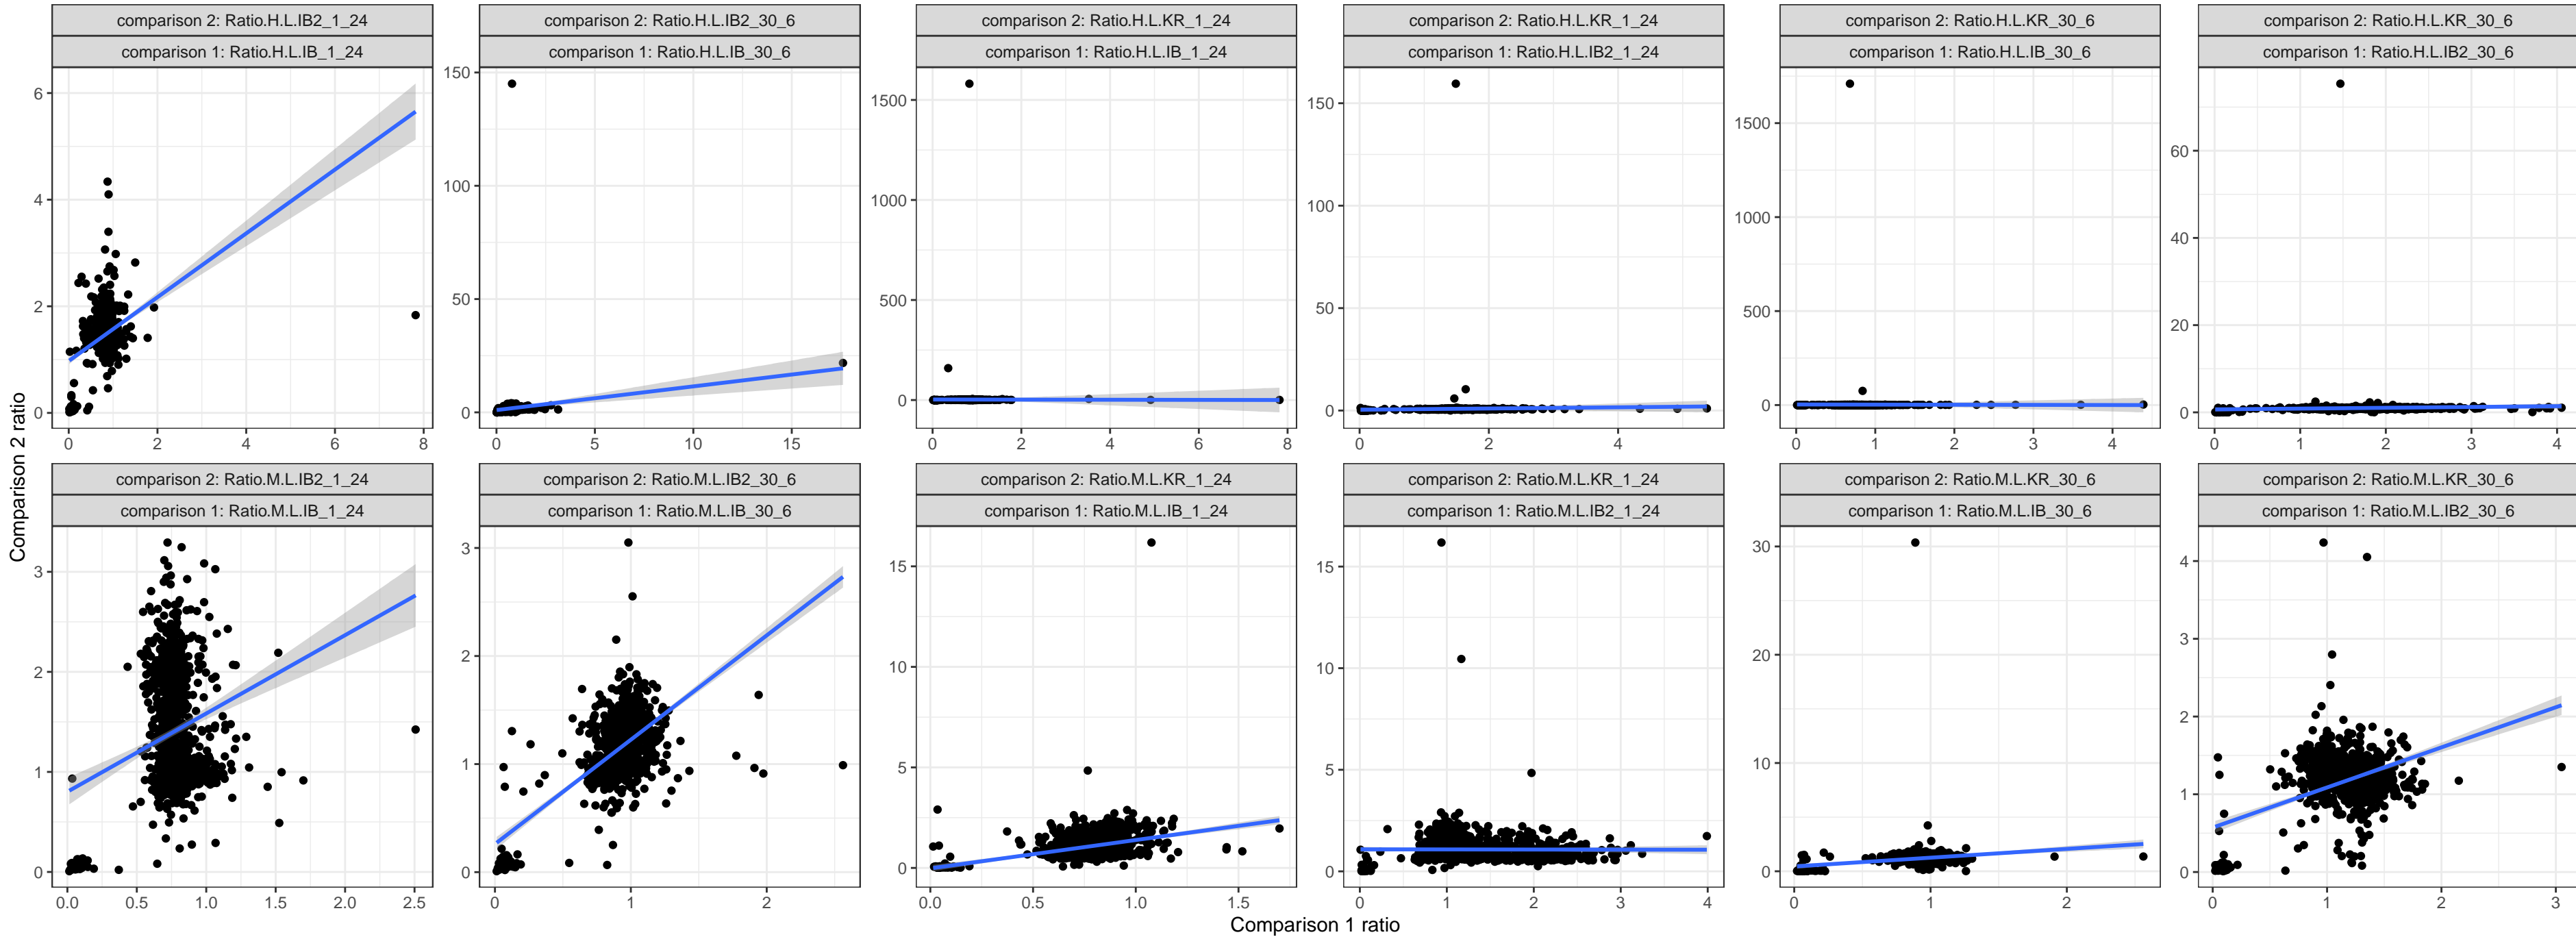 comparison 2: Ratio.H.L.IB2_1_24
comparison 2: Ratio.H.L.IB2_30_6
comparison 2: Ratio.H.L.KR_1_24
comparison 2: Ratio.H.L.KR_1_24
comparison 2: Ratio.H.L.KR_30_6
comparison 2: Ratio.H.L.KR_30_6
comparison 1: Ratio.H.L.IB_1_24
comparison 1: Ratio.H.L.IB_30_6
comparison 1: Ratio.H.L.IB_1_24
comparison 1: Ratio.H.L.IB2_1_24
comparison 1: Ratio.H.L.IB_30_6
comparison 1: Ratio.H.L.IB2_30_6
6
4
2
0
0 2 4 6 8
150
100
50
0
0 5 10 15
1500
1000
500
0
0 2 4 6 8
150
100
50
0
0 2 4
1500
1000
500
0
0 1 2 3 4
60
40
20
0
0 1 2 3 4
comparison 2: Ratio.M.L.IB2_1_24
comparison 2: Ratio.M.L.IB2_30_6
comparison 2: Ratio.M.L.KR_1_24
comparison 2: Ratio.M.L.KR_1_24
comparison 2: Ratio.M.L.KR_30_6
comparison 2: Ratio.M.L.KR_30_6
comparison 1: Ratio.M.L.IB_1_24
comparison 1: Ratio.M.L.IB_30_6
comparison 1: Ratio.M.L.IB_1_24
comparison 1: Ratio.M.L.IB2_1_24
comparison 1: Ratio.M.L.IB_30_6
comparison 1: Ratio.M.L.IB2_30_6
3
2
1
0
0.0 0.5 1.0 1.5 2.0 2.5
3
2
1
0
0 1 2
15
10
5
0
0.0 0.5 1.0 1.5
15
10
5
0
0 1 2 3 4
30
20
10
0
0 1 2
4
3
2
1
0
0 1 2 3
Comparison 2 ratio
Comparison 1 ratio